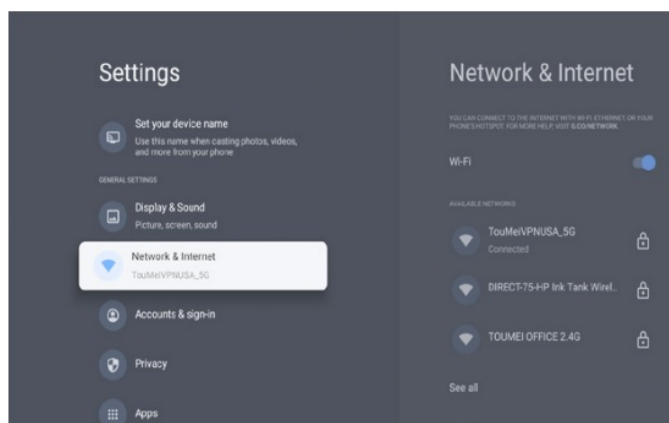 Settings
Set your device name
Use this name when casting photos, videos,
and more from your phone
GENERAL SETTINGS
Display & Sound
Picture, screen, sound
Network & Internet
TouMeiVPNUSA_5G
Accounts & sign-in
Privacy
Apps
Network & Internet
YOU CAN CONNECT TO THE INTERNET WITH WI-FI, ETHERNET, OR YOUR
PHONE'S HOTSPOT. FOR MORE HELP, VISIT G.CO/NETWORK.
Wi-Fi
AVAILABLE NETWORKS
TouMeiVPNUSA_5G
Connected
DIRECT-75-HP Ink Tank Wirel..
TOUMEI OFFICE 2.4G
See all